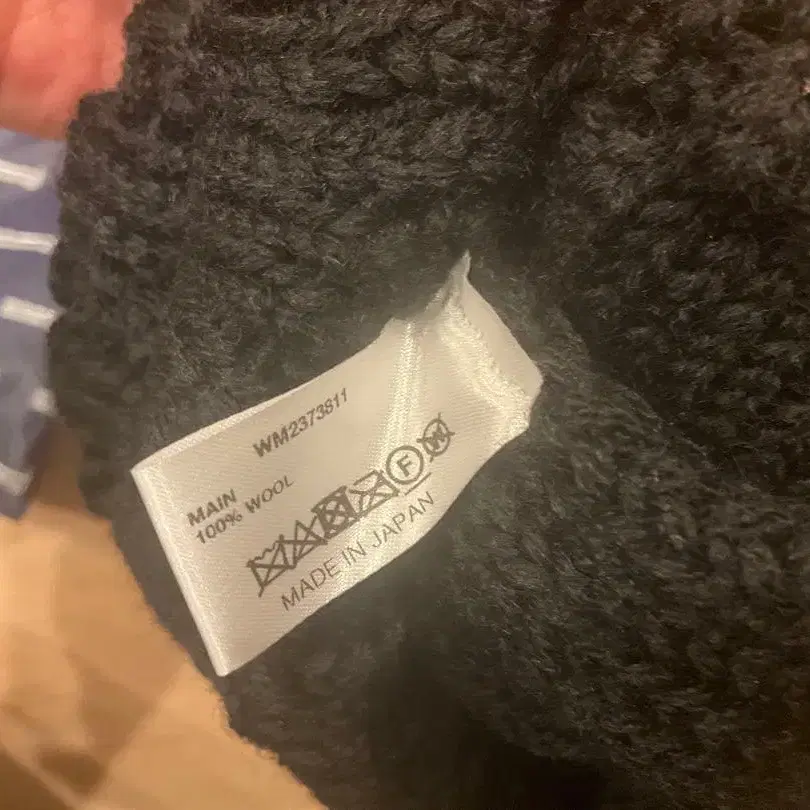 WM2373811
MAIN
100% WOOL
F W
MADE IN JAPAN